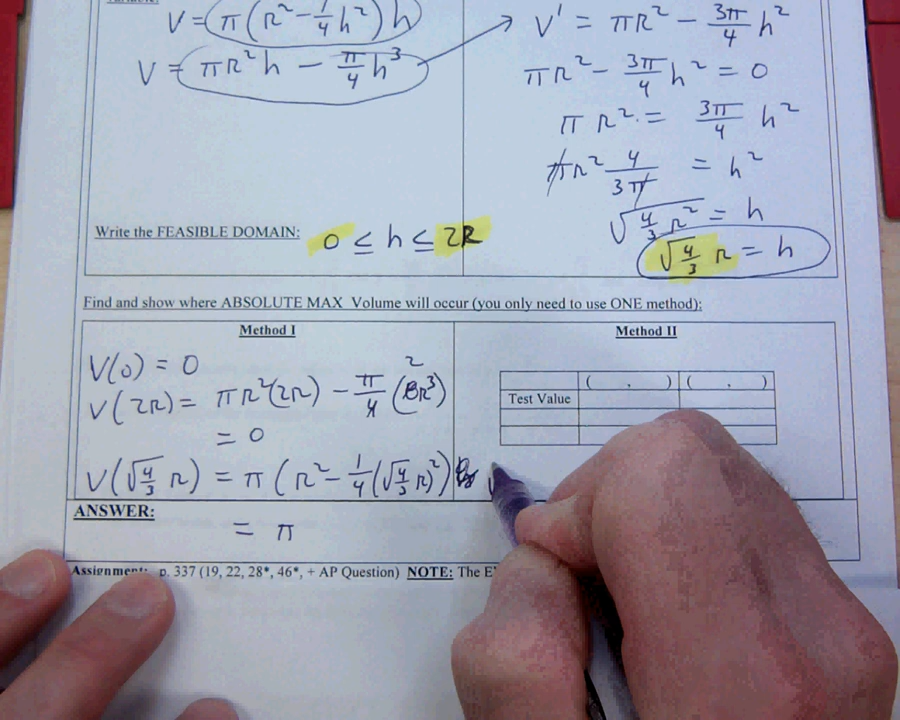 V = π(R² - 1/4 h²) h
V = πR²h - π/4 h³
V' = πR² - 3π/4 h²
πR² - 3π/4 h² = 0
πR² = 3π/4 h²
πR² 4/3π = h²
√(4/3 R²) = h
√(4/3) R = h
Write the FEASIBLE DOMAIN: 0 ≤ h ≤ 2R
Find and show where ABSOLUTE MAX Volume will occur (you only need to use ONE method):
Method I
V(0) = 0
V(2R) = πR²(2R) - π/4 (8R³) 2
= 0
V(√(4/3) R) = π(R² - 1/4(√(4/3) R)²)
Method II
( , ) ( , )
Test Value
ANSWER:
= π
Assignment: p. 337 (19, 22, 28*, 46*, + AP Question) NOTE: The